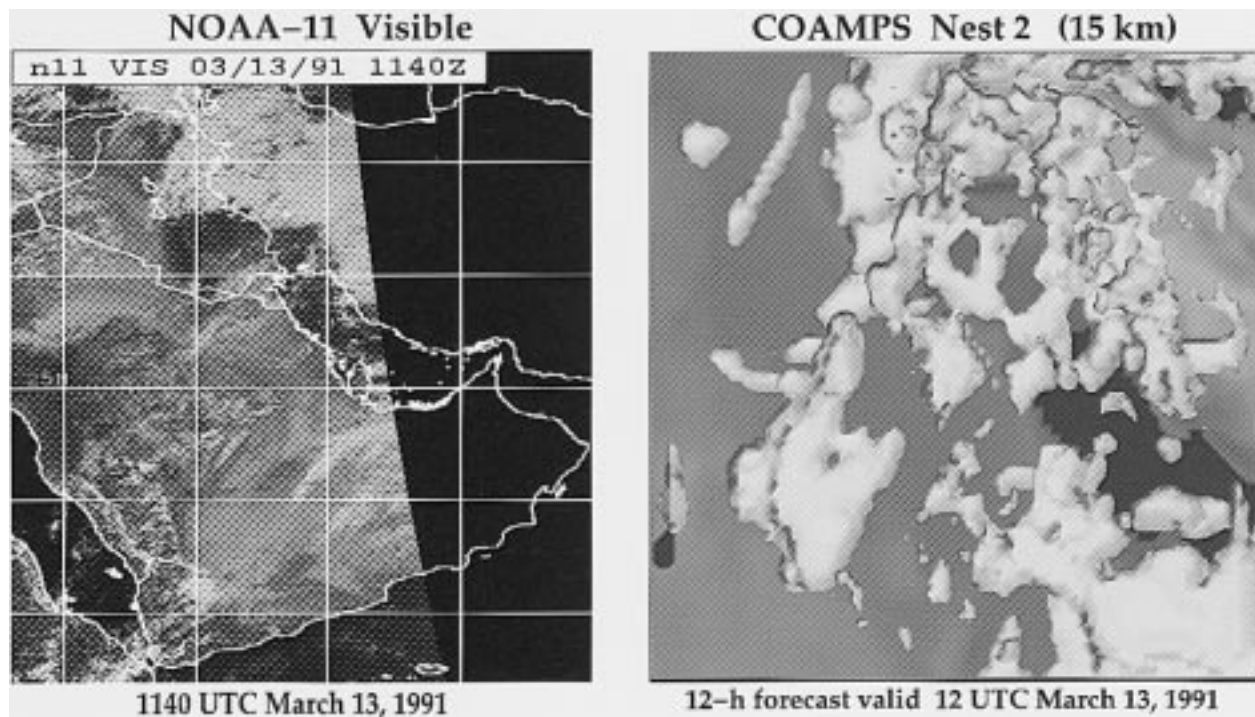 NOAA–11 Visible
n11 VIS 03/13/91 1140Z
1140 UTC March 13, 1991
COAMPS Nest 2 (15 km)
12–h forecast valid 12 UTC March 13, 1991